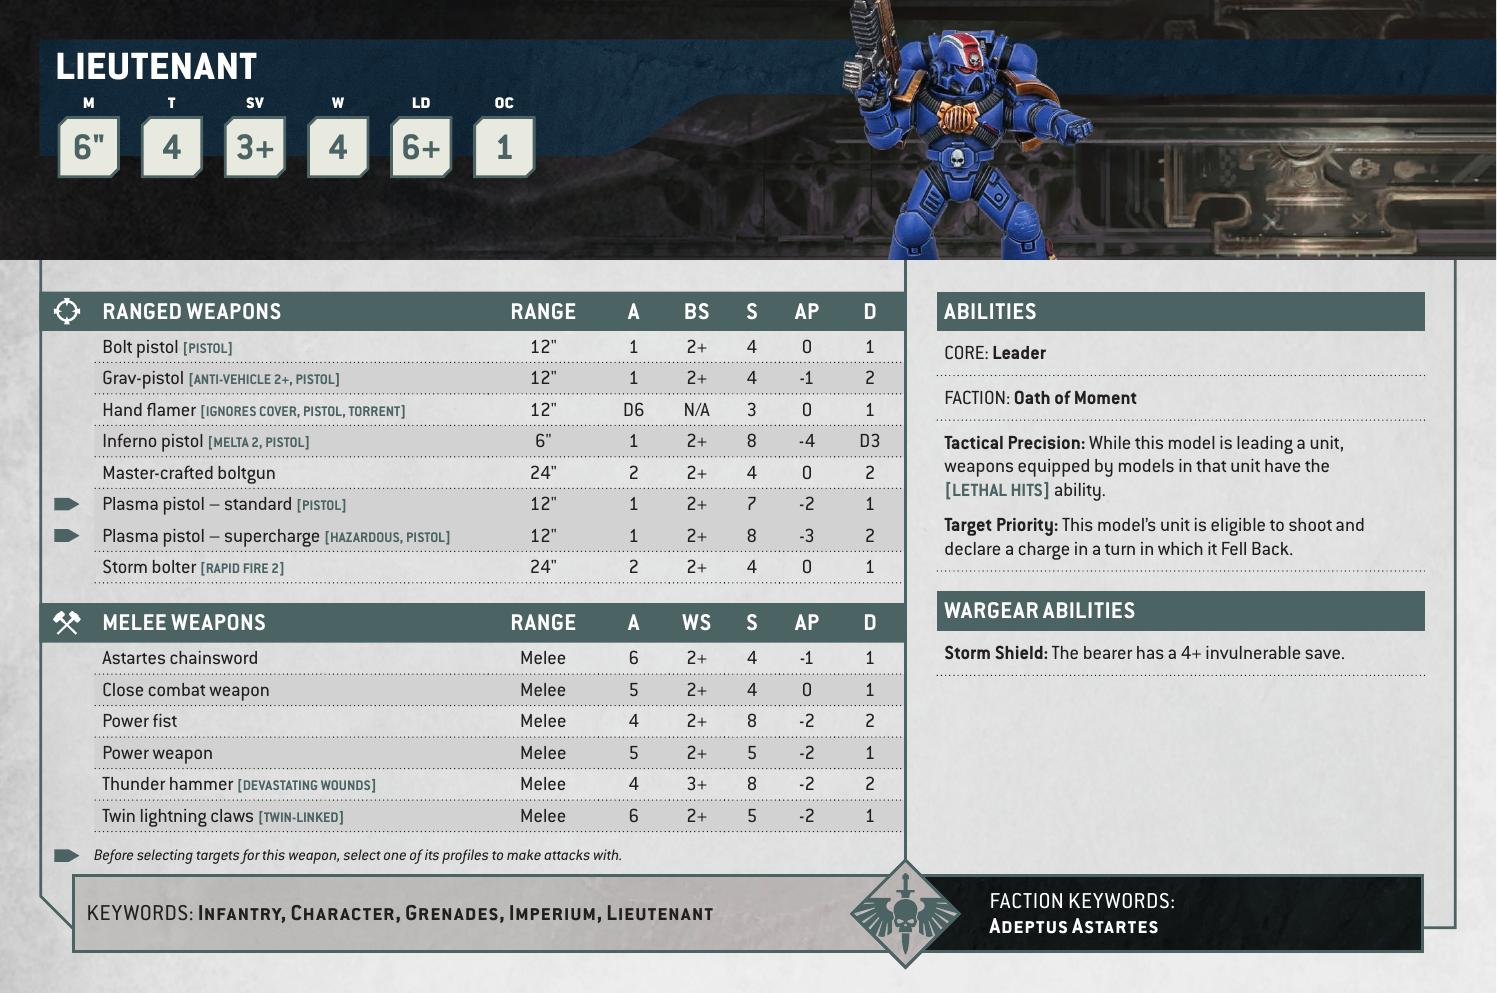 LIEUTENANT
M T SV W LD OC
6" 4 3+ 4 6+ 1
RANGED WEAPONS RANGE A BS S AP D
Bolt pistol [PISTOL] 12" 1 2+ 4 0 1
Grav-pistol [ANTI-VEHICLE 2+, PISTOL] 12" 1 2+ 4 -1 2
Hand flamer [IGNORES COVER, PISTOL, TORRENT] 12" D6 N/A 3 0 1
Inferno pistol [MELTA 2, PISTOL] 6" 1 2+ 8 -4 D3
Master-crafted boltgun 24" 2 2+ 4 0 2
Plasma pistol – standard [PISTOL] 12" 1 2+ 7 -2 1
Plasma pistol – supercharge [HAZARDOUS, PISTOL] 12" 1 2+ 8 -3 2
Storm bolter [RAPID FIRE 2] 24" 2 2+ 4 0 1
MELEE WEAPONS RANGE A WS S AP D
Astartes chainsword Melee 6 2+ 4 -1 1
Close combat weapon Melee 5 2+ 4 0 1
Power fist Melee 4 2+ 8 -2 2
Power weapon Melee 5 2+ 5 -2 1
Thunder hammer [DEVASTATING WOUNDS] Melee 4 3+ 8 -2 2
Twin lightning claws [TWIN-LINKED] Melee 6 2+ 5 -2 1
Before selecting targets for this weapon, select one of its profiles to make attacks with.
ABILITIES
CORE: Leader
FACTION: Oath of Moment
Tactical Precision: While this model is leading a unit,
weapons equipped by models in that unit have the
[LETHAL HITS] ability.
Target Priority: This model's unit is eligible to shoot and
declare a charge in a turn in which it Fell Back.
WARGEAR ABILITIES
Storm Shield: The bearer has a 4+ invulnerable save.
KEYWORDS: INFANTRY, CHARACTER, GRENADES, IMPERIUM, LIEUTENANT
FACTION KEYWORDS:
ADEPTUS ASTARTES